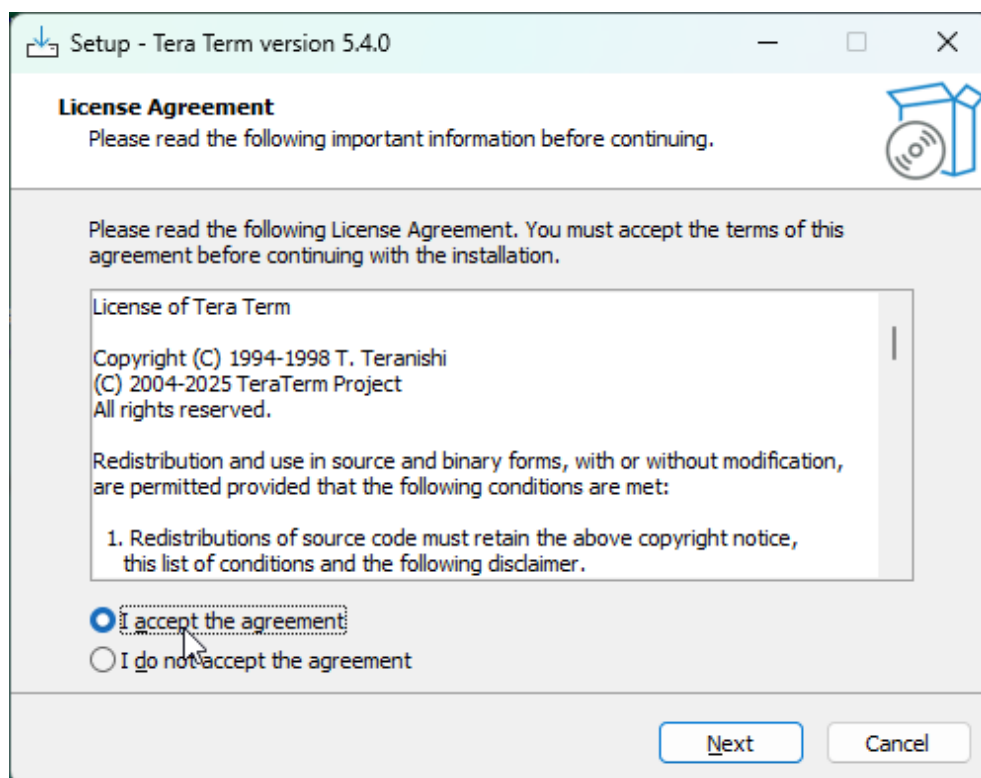 Setup - Tera Term version 5.4.0
License Agreement
Please read the following important information before continuing.
Please read the following License Agreement. You must accept the terms of this
agreement before continuing with the installation.
License of Tera Term
Copyright (C) 1994-1998 T. Teranishi
(C) 2004-2025 TeraTerm Project
All rights reserved.
Redistribution and use in source and binary forms, with or without modification,
are permitted provided that the following conditions are met:
1. Redistributions of source code must retain the above copyright notice,
this list of conditions and the following disclaimer.
I accept the agreement
I do not accept the agreement
Next
Cancel